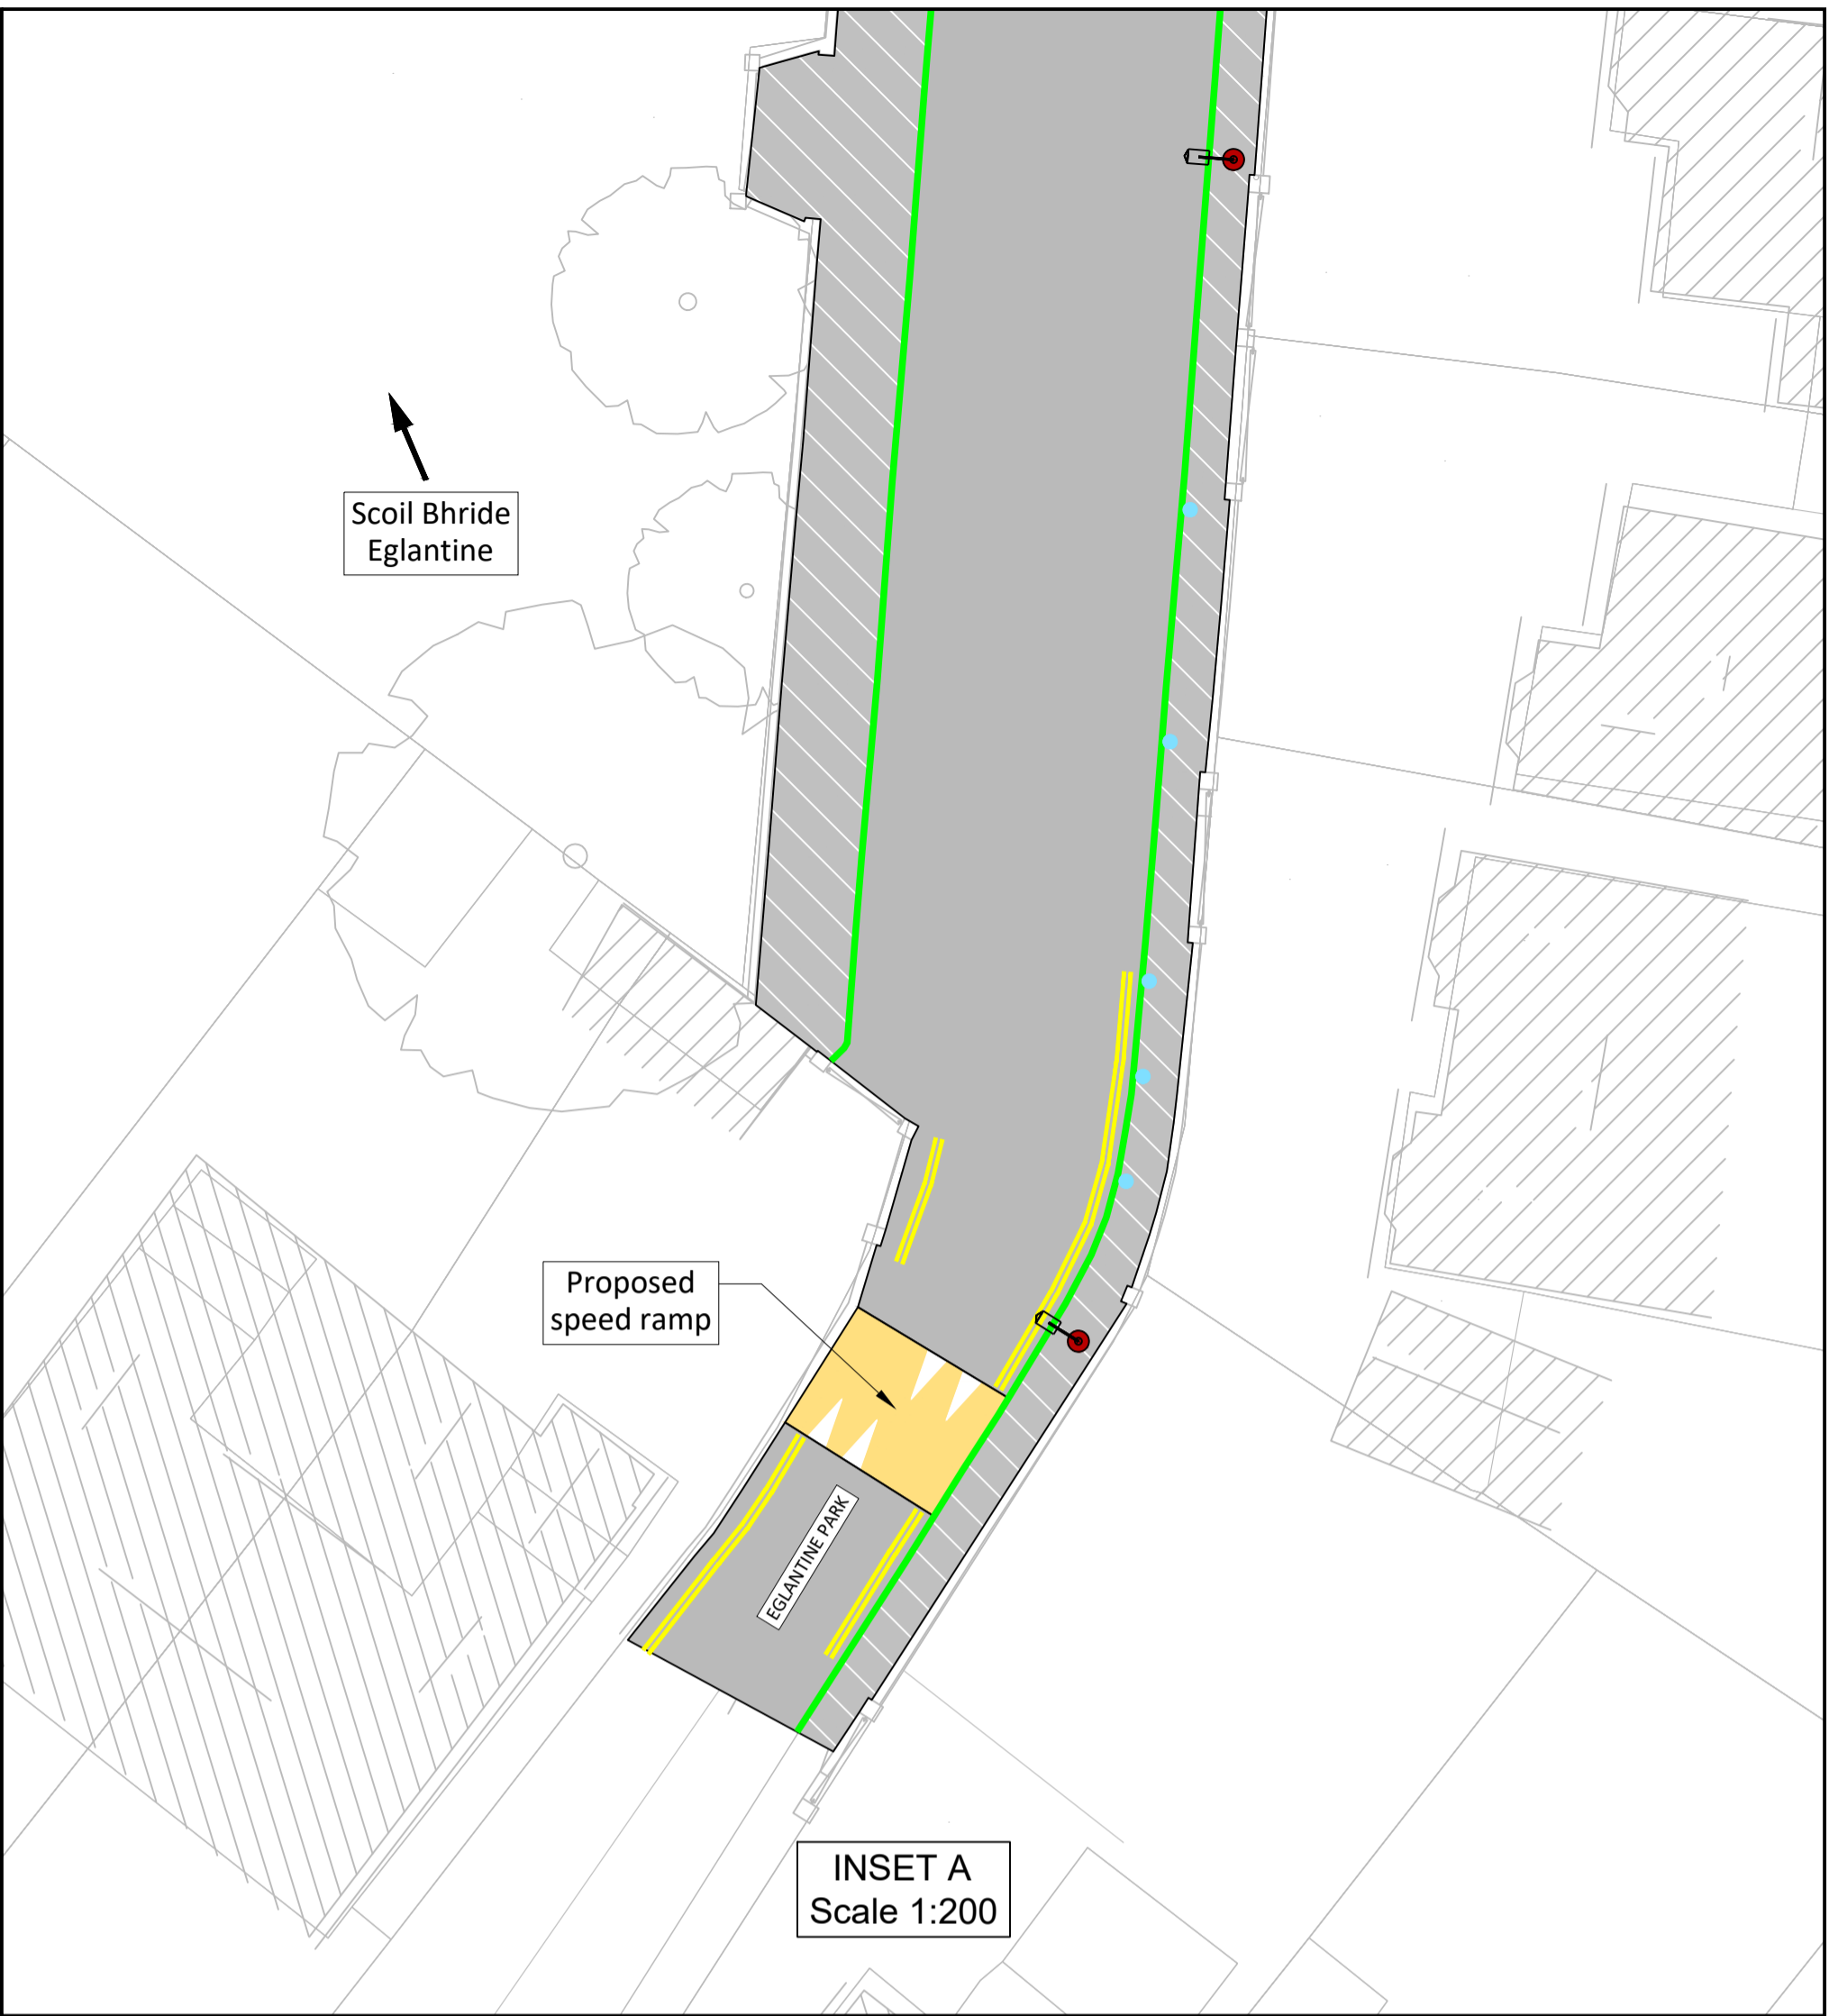 Scoil Bhride
Eglantine
Proposed
speed ramp
EGLANTINE PARK
INSET A
Scale 1:200